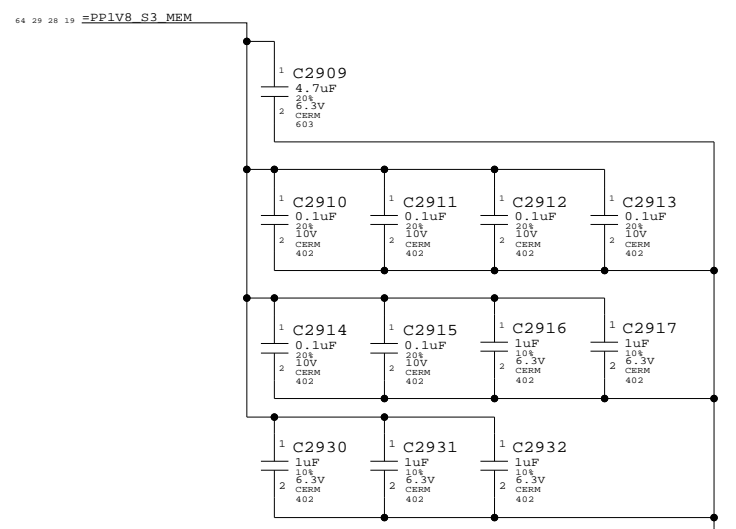 64 29 28 19 =PP1V8_S3_MEM
1 C2909
4.7uF
20%
6.3V
2 CERM
603
1 C2910
0.1uF
20%
10V
2 CERM
402
1 C2911
0.1uF
20%
10V
2 CERM
402
1 C2912
0.1uF
20%
10V
2 CERM
402
1 C2913
0.1uF
20%
10V
2 CERM
402
1 C2914
0.1uF
20%
10V
2 CERM
402
1 C2915
0.1uF
20%
10V
2 CERM
402
1 C2916
1uF
10%
6.3V
2 CERM
402
1 C2917
1uF
10%
6.3V
2 CERM
402
1 C2930
1uF
10%
6.3V
2 CERM
402
1 C2931
1uF
10%
6.3V
2 CERM
402
1 C2932
1uF
10%
6.3V
2 CERM
402